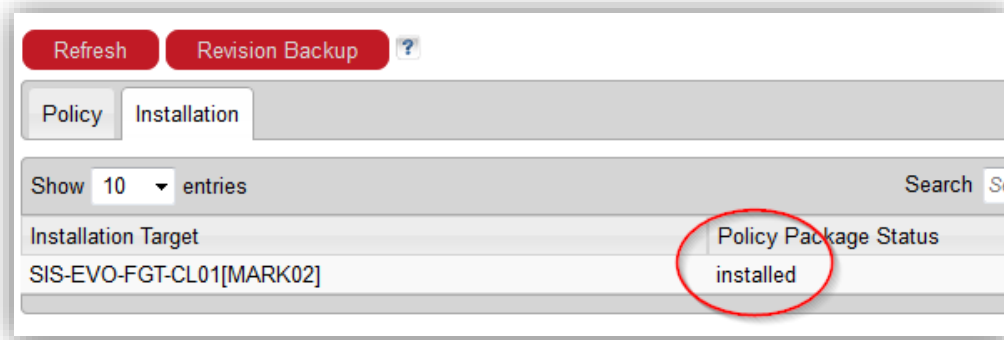 Refresh Revision Backup ?
Policy Installation
Show 10 entries Search
Installation Target Policy Package Status
SIS-EVO-FGT-CL01[MARK02] installed